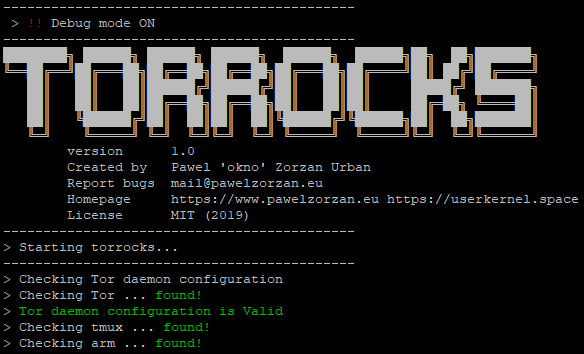 ----------------------------------------------
> !! Debug mode ON
----------------------------------------------
TORROCKS
version 1.0
Created by Pawel 'okno' Zorzan Urban
Report bugs mail@pawelzorzan.eu
Homepage https://www.pawelzorzan.eu https://userkernel.space
License MIT (2019)
----------------------------------------------
> Starting torrocks...
----------------------------------------------
> Checking Tor daemon configuration
> Checking Tor ... found!
> Tor daemon configuration is Valid
> Checking tmux ... found!
> Checking arm ... found!